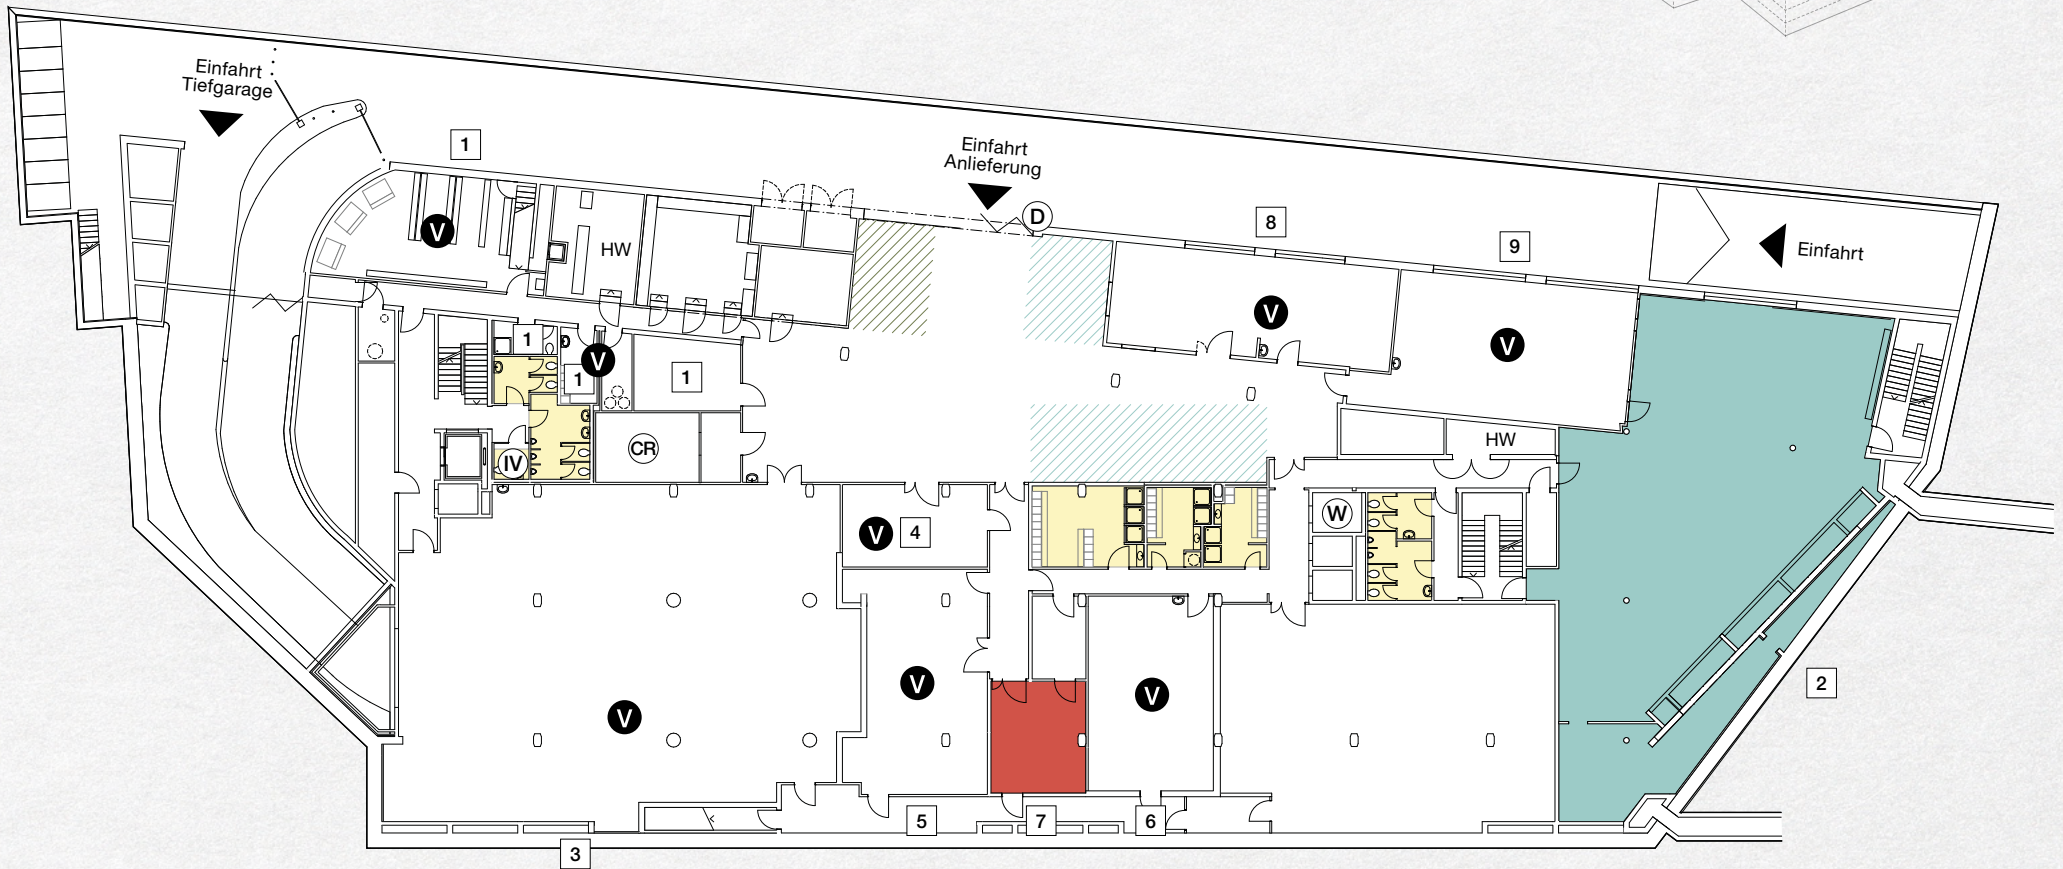 Einfahrt
Tiefgarage
1
Einfahrt
Anlieferung
D
8
9
Einfahrt
V
HW
V
V
1
V
1
1
CR
IV
HW
W
V
4
2
V
V
V
5
7
6
3